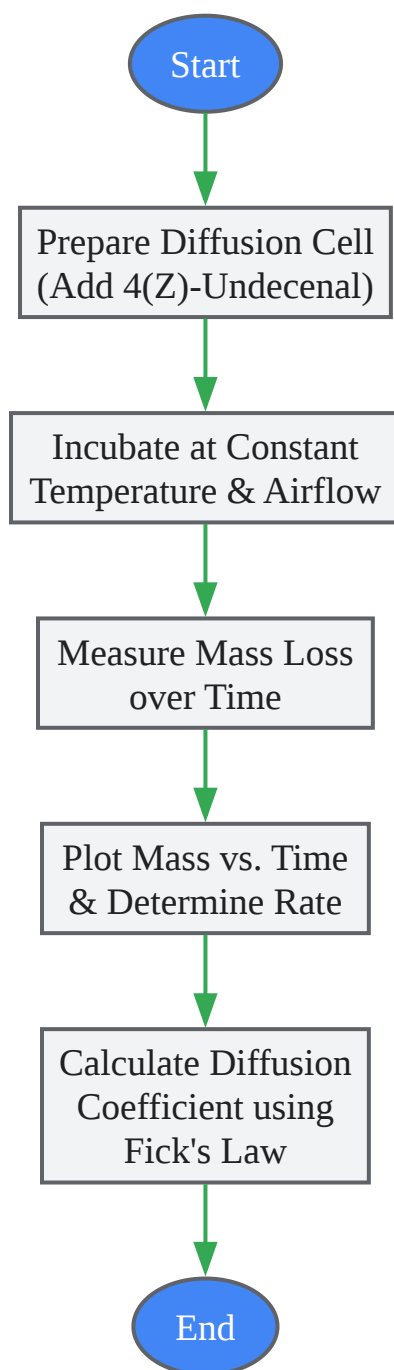 Start
Prepare Diffusion Cell
(Add 4(Z)-Undecenal)
Incubate at Constant
Temperature & Airflow
Measure Mass Loss
over Time
Plot Mass vs. Time
& Determine Rate
Calculate Diffusion
Coefficient using
Fick's Law
End